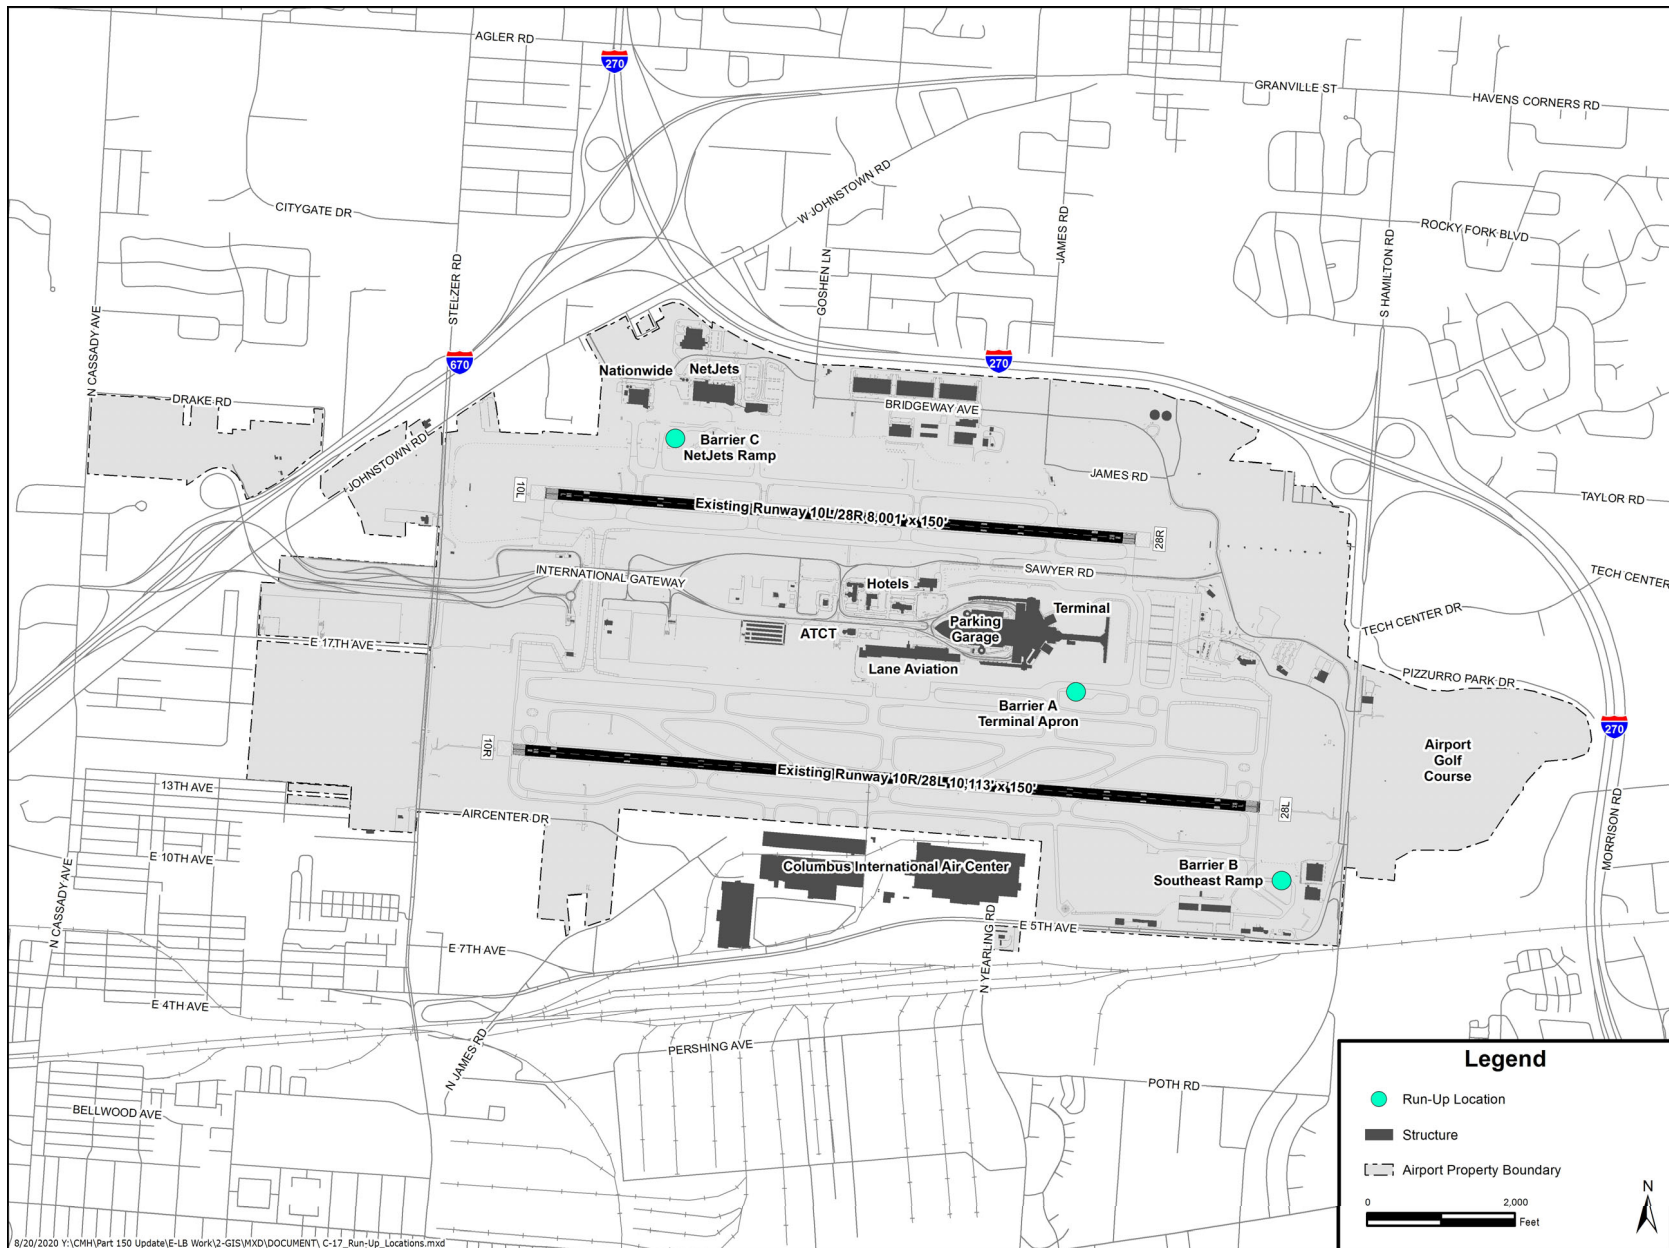 AGLER RD
270
GRANVILLE ST
HAVENS CORNERS RD
W JOHNSTOWN RD
CITYGATE DR
JAMES RD
ROCKY FORK BLVD
STELZER RD
GOSHEN LN
S HAMILTON RD
N CASSADY AVE
670
270
Nationwide
NetJets
DRAKE RD
BRIDGEWAY AVE
Barrier C
NetJets Ramp
JOHNSTOWN RD
JAMES RD
TAYLOR RD
10L
Existing Runway 10L/28R 8,001' x 150'
28R
INTERNATIONAL GATEWAY
SAWYER RD
TECH CENTER
Hotels
Terminal
TECH CENTER DR
Parking
Garage
ATCT
E 17TH AVE
Lane Aviation
PIZZURRO PARK DR
Barrier A
Terminal Apron
270
10R
Airport
Golf
Course
Existing Runway 10R/28L 10,113' x 150'
28L
13TH AVE
AIRCENTER DR
MORRISON RD
E 10TH AVE
Columbus International Air Center
Barrier B
Southeast Ramp
N CASSADY AVE
E 5TH AVE
E 7TH AVE
N YEARLING RD
E 4TH AVE
PERSHING AVE
N JAMES RD
POTH RD
BELLWOOD AVE
Legend
Run-Up Location
Structure
Airport Property Boundary
N
0 2,000
Feet
8/20/2020 Y:\CMH\Part 150 Update\E-LB Work\2-GIS\MXD\DOCUMENT\ C-17_Run-Up_Locations.mxd